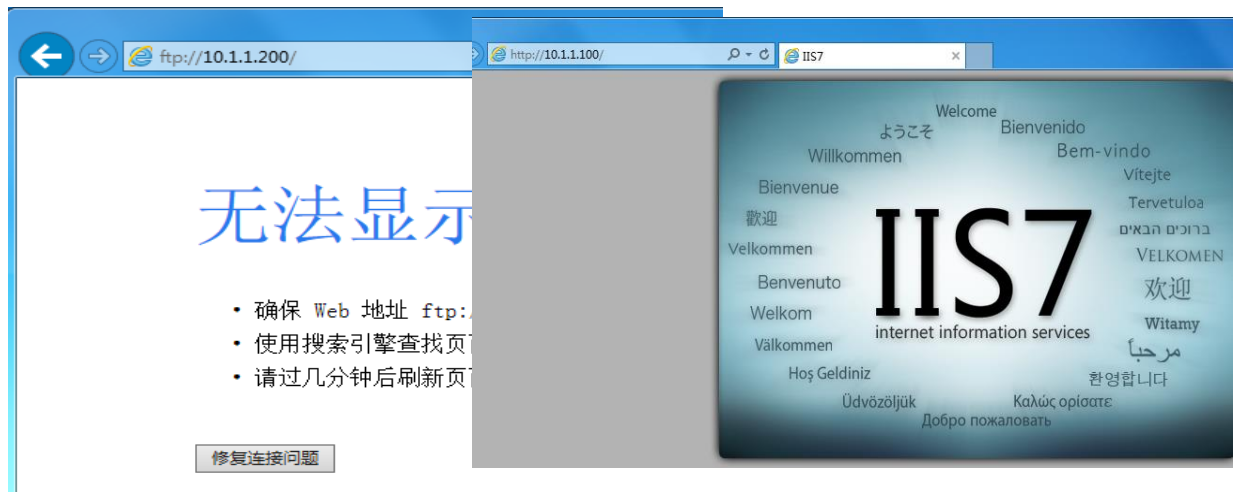 ftp://10.1.1.200/
无法显示
• 确保 Web 地址 ftp:/
• 使用搜索引擎查找页
• 请过几分钟后刷新页
修复连接问题
http://10.1.1.100/
IIS7
Welcome
ようこそ
Bienvenido
Willkommen
Bem-vindo
Vítejte
Bienvenue
Tervetuloa
歡迎
ברוכים הבאים
Velkommen
VELKOMEN
Benvenuto
欢迎
Welkom
Witamy
IIS7
internet information services
Välkommen
مرحباً
Hoş Geldiniz
환영합니다
Üdvözöljük
Καλώς ορίσατε
Добро пожаловать